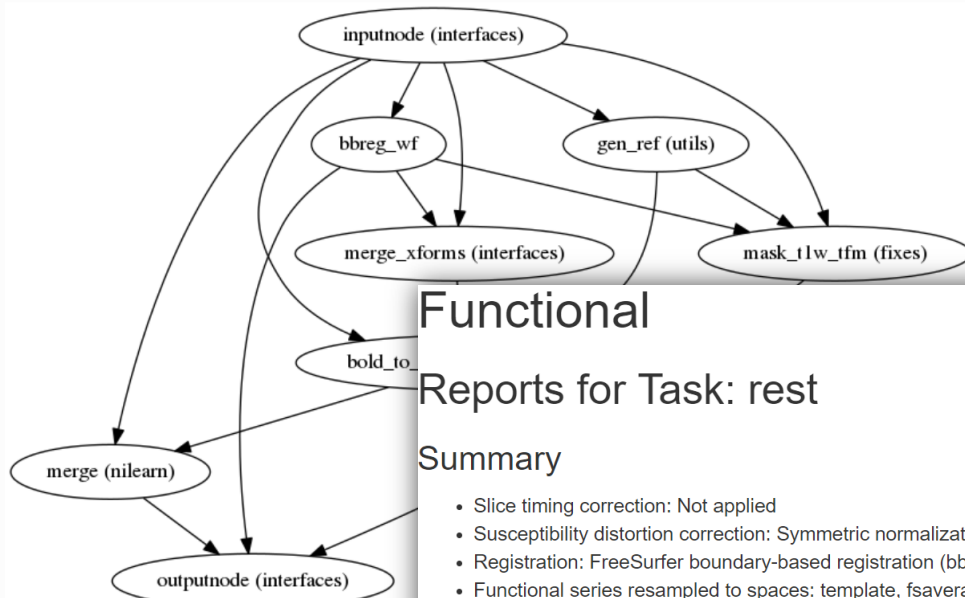 inputnode (interfaces)
bbreg_wf
gen_ref (utils)
merge_xforms (interfaces)
mask_t1w_tfm (fixes)
bold_to_
merge (nilearn)
outputnode (interfaces)
Functional
Reports for Task: rest
Summary
• Slice timing correction: Not applied
• Susceptibility distortion correction: Symmetric normalizat
• Registration: FreeSurfer boundary-based registration (bb
• Functional series resampled to spaces: template, fsavera